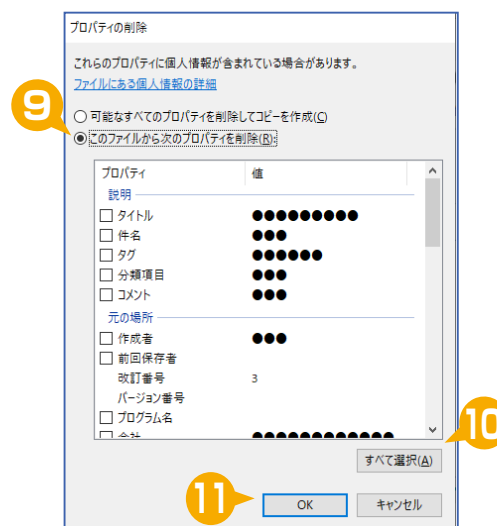 プロパティの削除
これらのプロパティに個人情報が含まれている場合があります。
ファイルにある個人情報の詳細
9
可能なすべてのプロパティを削除してコピーを作成(C)
このファイルから次のプロパティを削除(R):
プロパティ 値
説明
タイトル ●●●●●●●●●
件名 ●●●
タグ ●●●●●●
分類項目 ●●●
コメント ●●●
元の場所
作成者 ●●●
前回保存者
改訂番号 3
バージョン番号
プログラム名
会社 ●●●●●●●●●●●●
10
すべて選択(A)
11
OK キャンセル